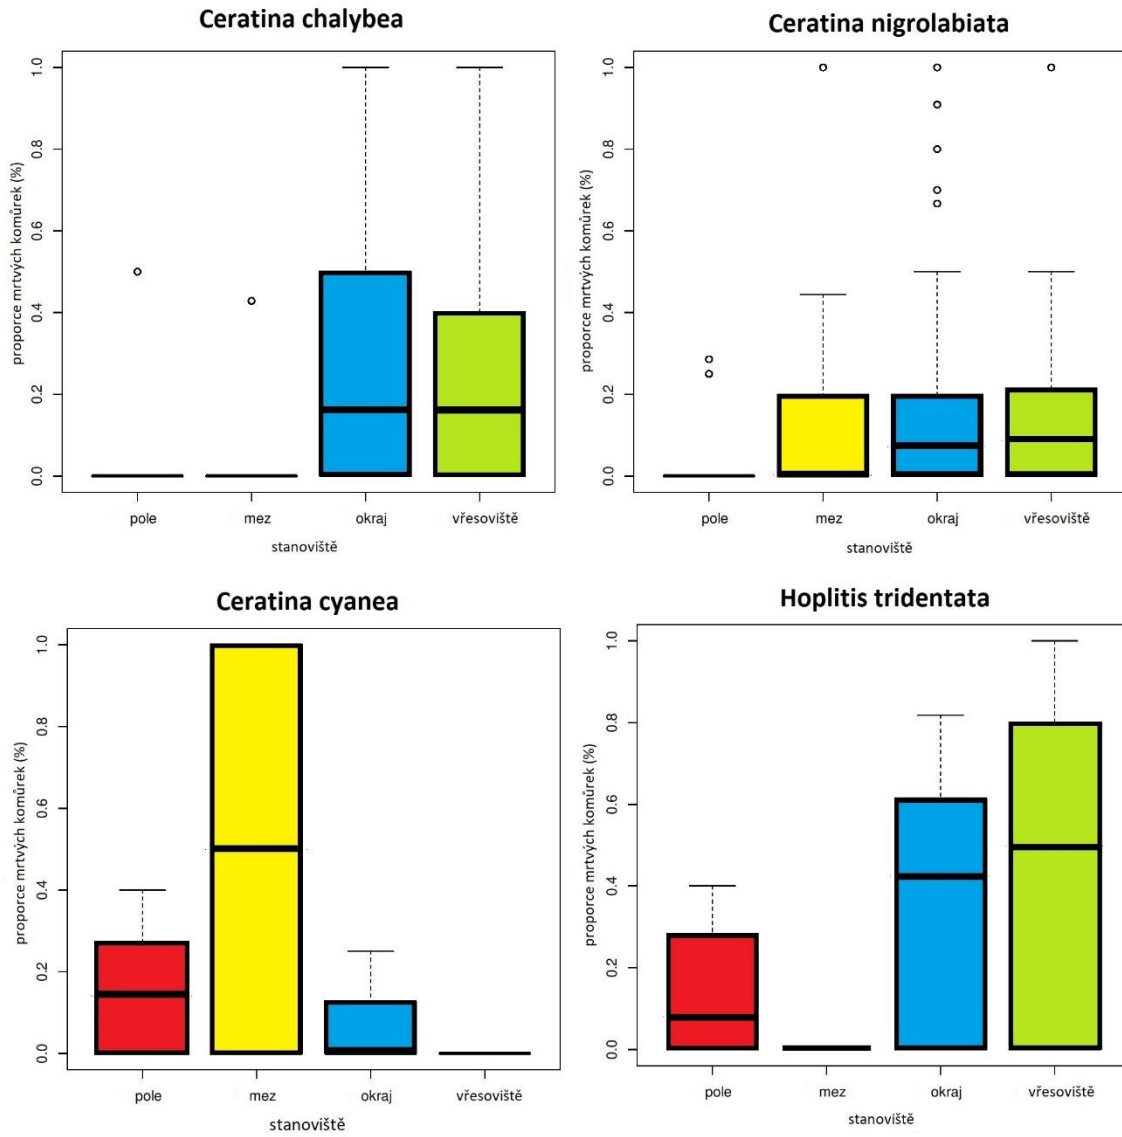 Ceratina chalybea
proporce mrtvých komůrek (%)
1.0
0.8
0.6
0.4
0.2
0.0
pole mez okraj vřesoviště
stanoviště
Ceratina nigrolabiata
proporce mrtvých komůrek (%)
1.0
0.8
0.6
0.4
0.2
0.0
pole mez okraj vřesoviště
stanoviště
Ceratina cyanea
proporce mrtvých komůrek (%)
1.0
0.8
0.6
0.4
0.2
0.0
pole mez okraj vřesoviště
stanoviště
Hoplitis tridentata
proporce mrtvých komůrek (%)
1.0
0.8
0.6
0.4
0.2
0.0
pole mez okraj vřesoviště
stanoviště